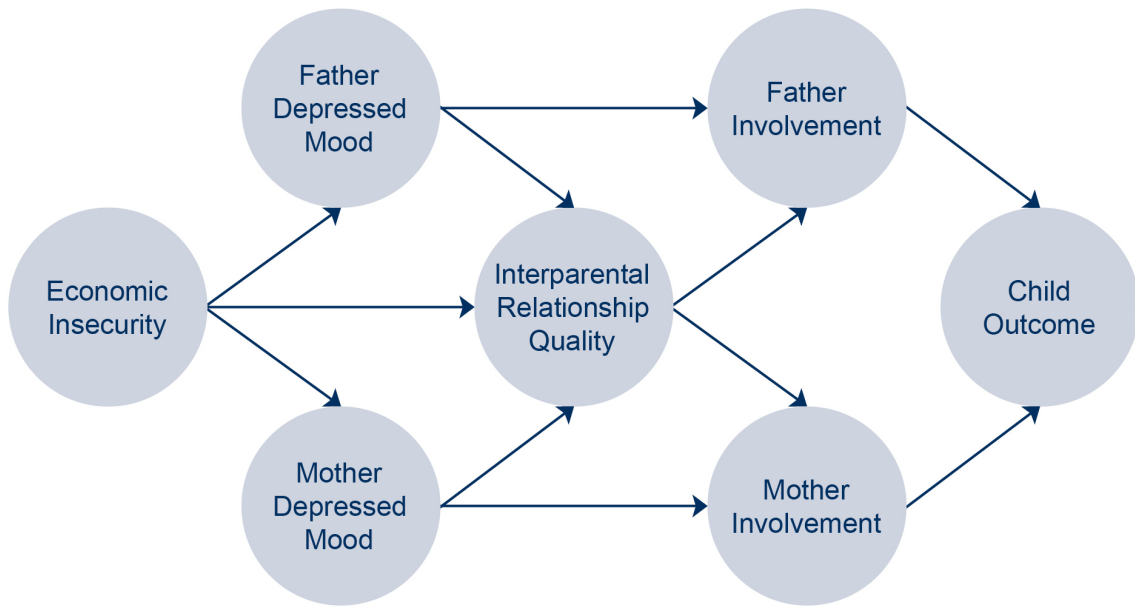 Father
Depressed
Mood
Father
Involvement
Economic
Insecurity
Interparental
Relationship
Quality
Child
Outcome
Mother
Depressed
Mood
Mother
Involvement